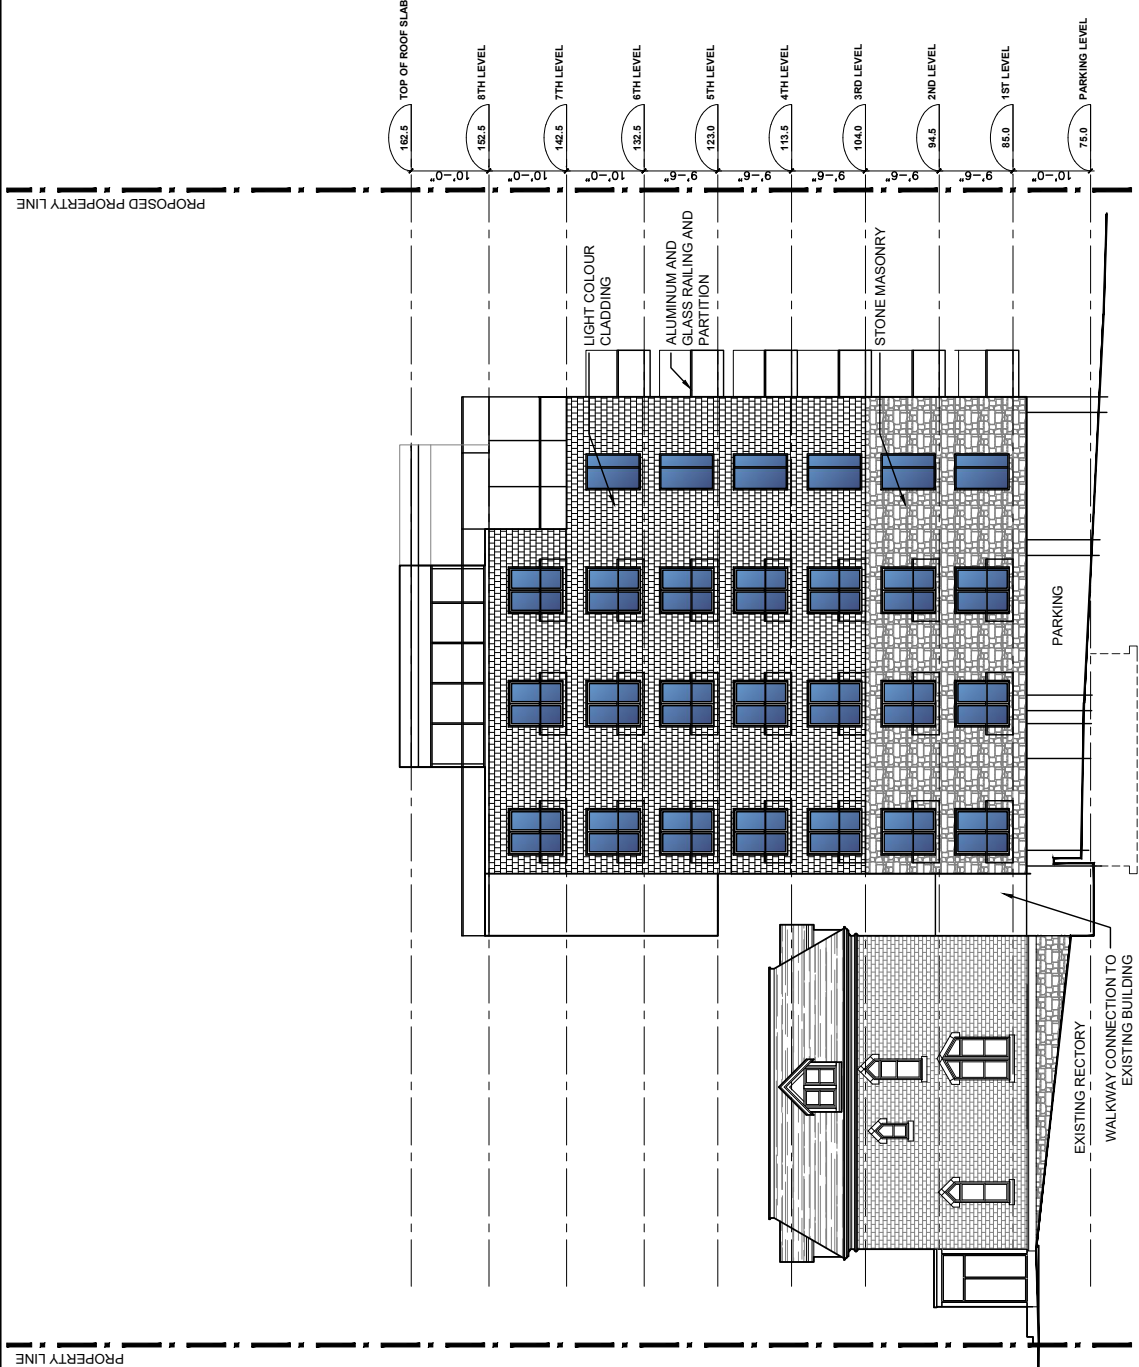 PROPERTY LINE
PROPOSED PROPERTY LINE
TOP OF ROOF SLAB
162.5
10'-0"
8TH LEVEL
152.5
10'-0"
7TH LEVEL
142.5
10'-0"
6TH LEVEL
132.5
9'-6"
5TH LEVEL
123.0
9'-6"
4TH LEVEL
113.5
9'-6"
3RD LEVEL
104.0
9'-6"
2ND LEVEL
94.5
9'-6"
1ST LEVEL
85.0
10'-0"
PARKING LEVEL
75.0
LIGHT COLOUR
CLADDING
ALUMINUM AND
GLASS RAILING AND
PARTITION
STONE MASONRY
PARKING
EXISTING RECTORY
WALKWAY CONNECTION TO
EXISTING BUILDING